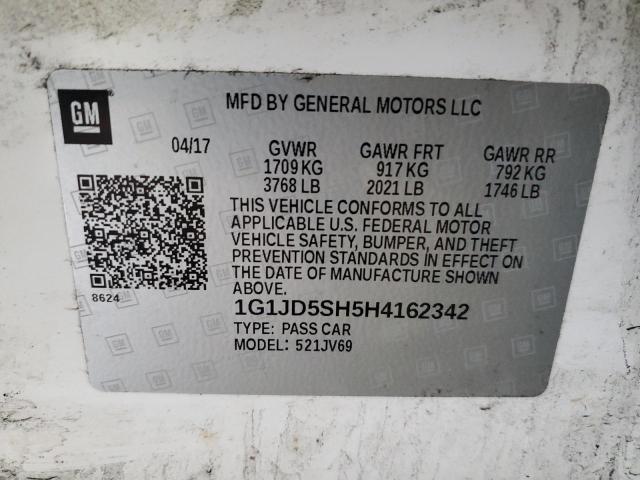 GM
MFD BY GENERAL MOTORS LLC
04/17 GVWR GAWR FRT GAWR RR
1709 KG 917 KG 792 KG
3768 LB 2021 LB 1746 LB
THIS VEHICLE CONFORMS TO ALL
APPLICABLE U.S. FEDERAL MOTOR
VEHICLE SAFETY, BUMPER, AND THEFT
PREVENTION STANDARDS IN EFFECT ON
THE DATE OF MANUFACTURE SHOWN
ABOVE.
8624
1G1JD5SH5H4162342
TYPE: PASS CAR
MODEL: 521JV69